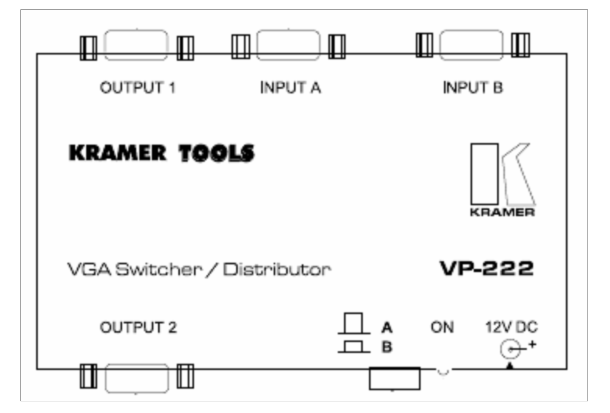 OUTPUT 1 INPUT A INPUT B
KRAMER TOOLS
KRAMER
VGA Switcher / Distributor VP-222
OUTPUT 2 A ON 12V DC
B +